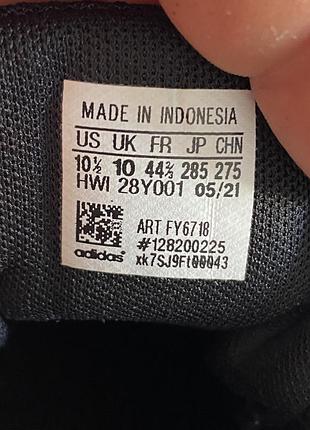 MADE IN INDONESIA
US UK FR JP CHN
10½ 10 44⅔ 285 275
HWI 28Y001 05/21
ART FY6718
#128200225
adidas